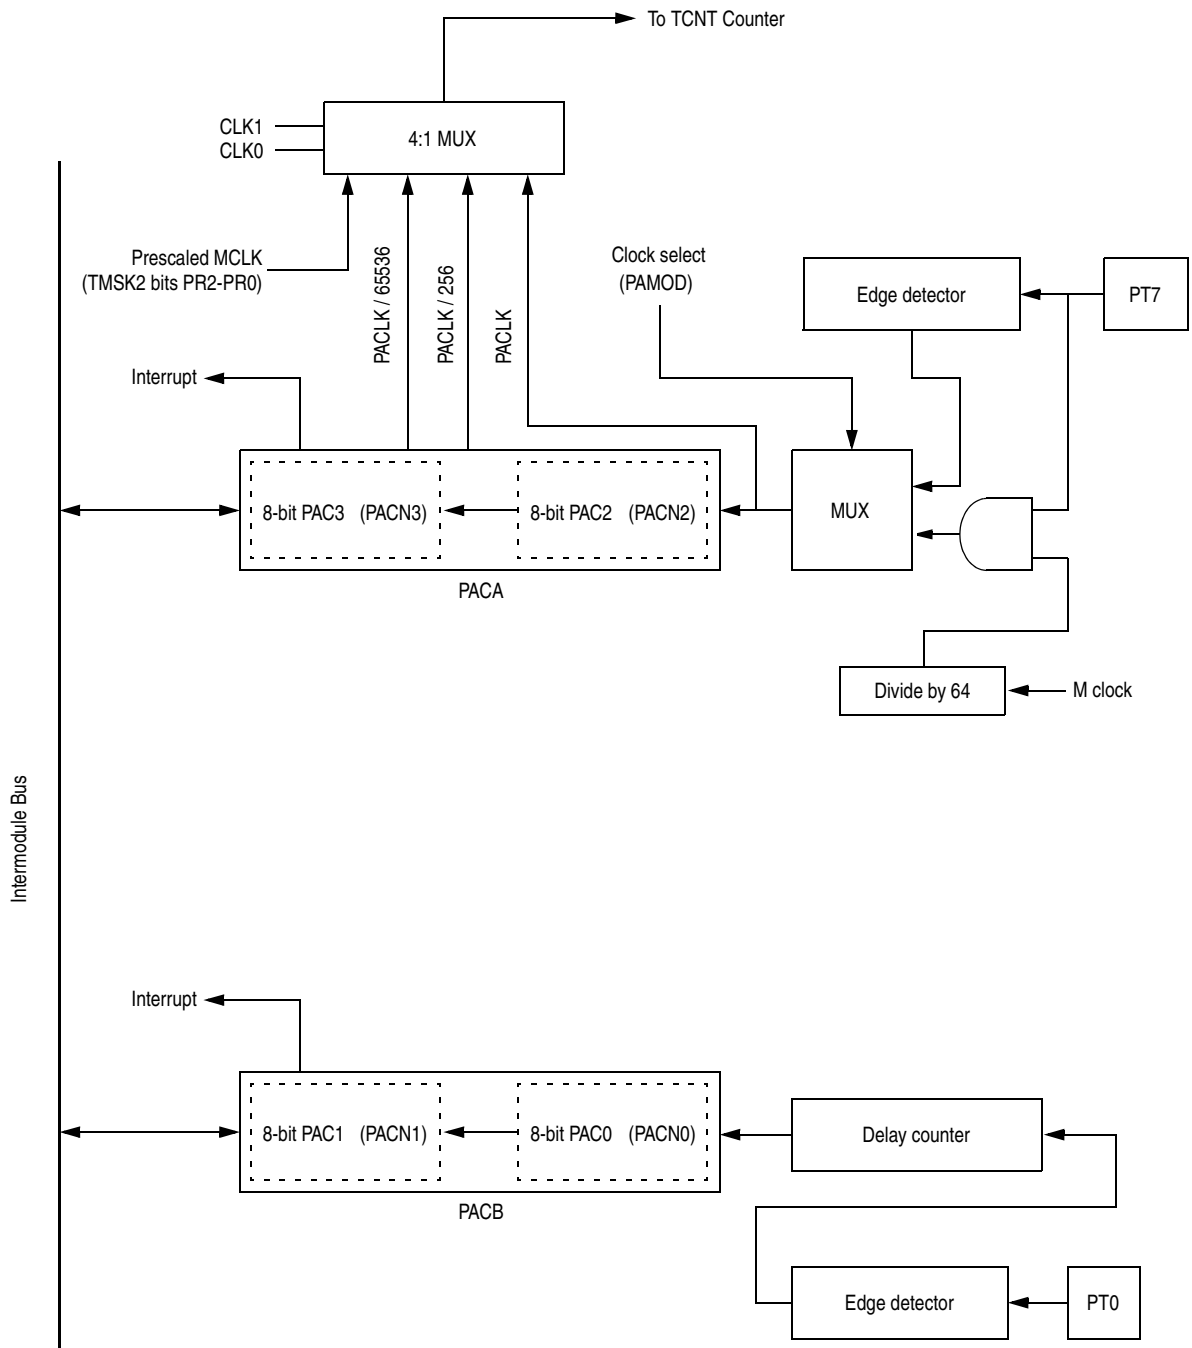 To TCNT Counter
CLK1
CLK0
4:1 MUX
Prescaled MCLK
(TMSK2 bits PR2-PR0)
PACLK / 65536
PACLK / 256
PACLK
Clock select
(PAMOD)
Edge detector
PT7
Interrupt
8-bit PAC3 (PACN3)
8-bit PAC2 (PACN2)
MUX
PACA
Divide by 64
M clock
Intermodule Bus
Interrupt
8-bit PAC1 (PACN1)
8-bit PAC0 (PACN0)
Delay counter
PACB
Edge detector
PT0